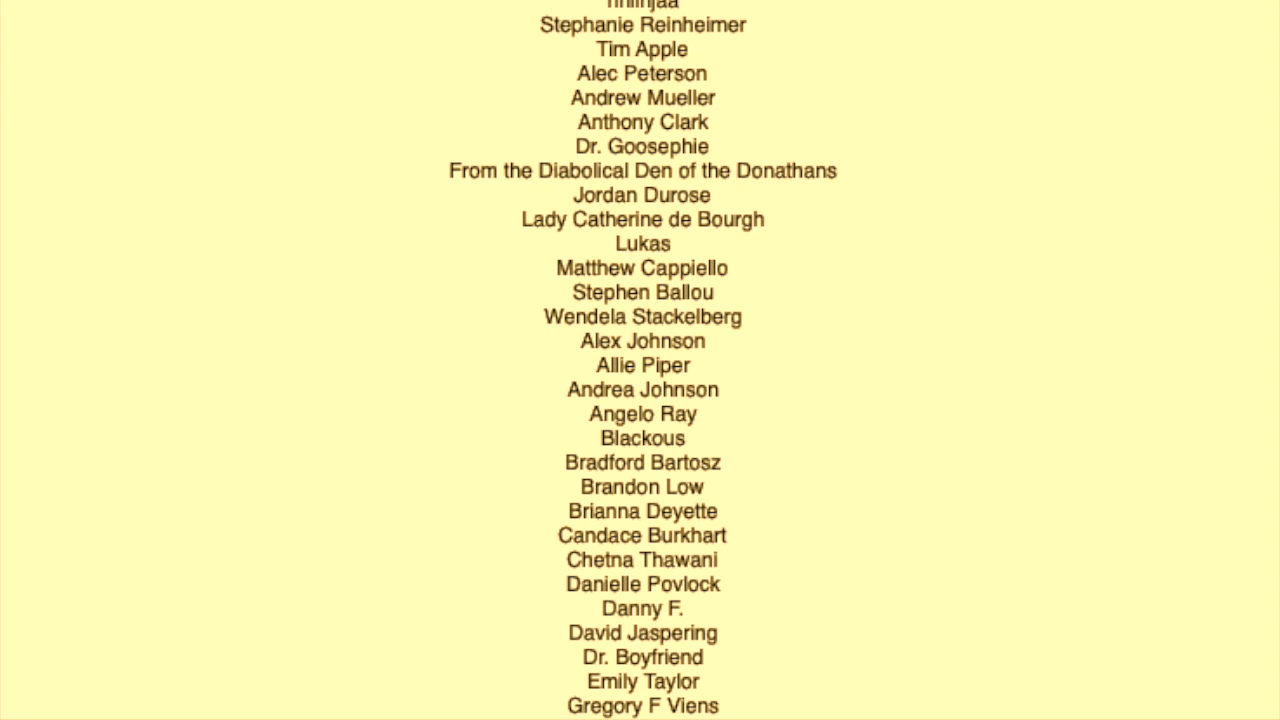 Stephanie Reinheimer
Tim Apple
Alec Peterson
Andrew Mueller
Anthony Clark
Dr. Goosephie
From the Diabolical Den of the Donathans
Jordan Durose
Lady Catherine de Bourgh
Lukas
Matthew Cappiello
Stephen Ballou
Wendela Stackelberg
Alex Johnson
Allie Piper
Andrea Johnson
Angelo Ray
Blackous
Bradford Bartosz
Brandon Low
Brianna Deyette
Candace Burkhart
Chetna Thawani
Danielle Povlock
Danny F.
David Jaspering
Dr. Boyfriend
Emily Taylor
Gregory F Viens